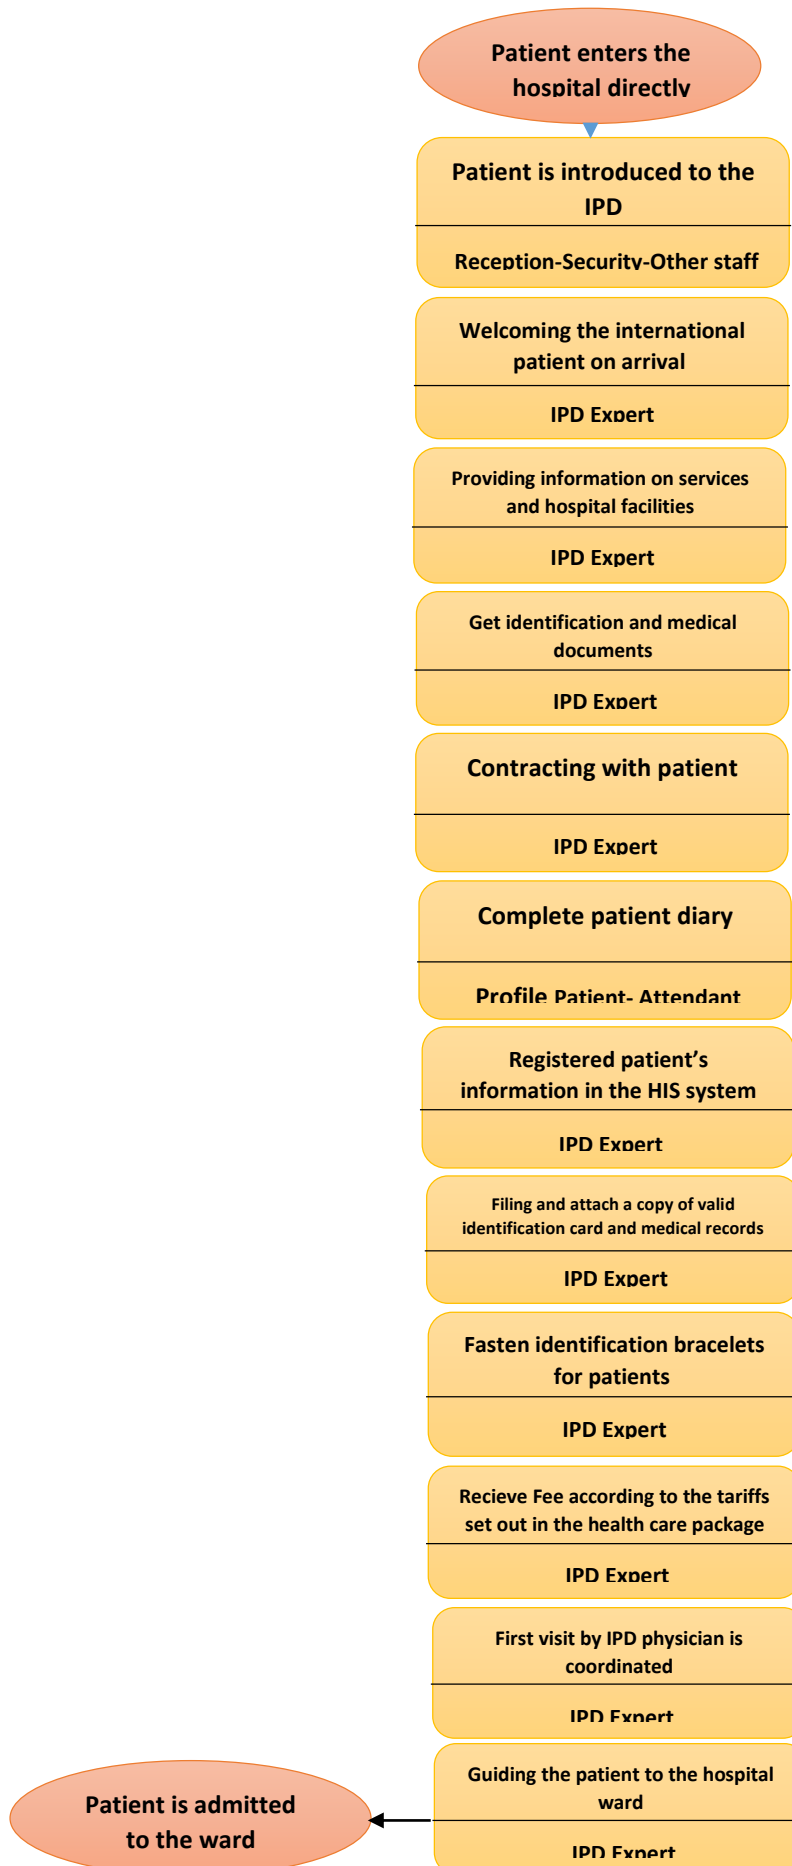 Patient enters the
hospital directly
Patient is introduced to the
IPD
Reception-Security-Other staff
Welcoming the international
patient on arrival
IPD Expert
Providing information on services
and hospital facilities
IPD Expert
Get identification and medical
documents
IPD Expert
Contracting with patient
IPD Expert
Complete patient diary
Profile Patient- Attendant
Registered patient’s
information in the HIS system
IPD Expert
Filing and attach a copy of valid
identification card and medical records
IPD Expert
Fasten identification bracelets
for patients
IPD Expert
Recieve Fee according to the tariffs
set out in the health care package
IPD Expert
First visit by IPD physician is
coordinated
IPD Expert
Guiding the patient to the hospital
ward
IPD Expert
Patient is admitted
to the ward